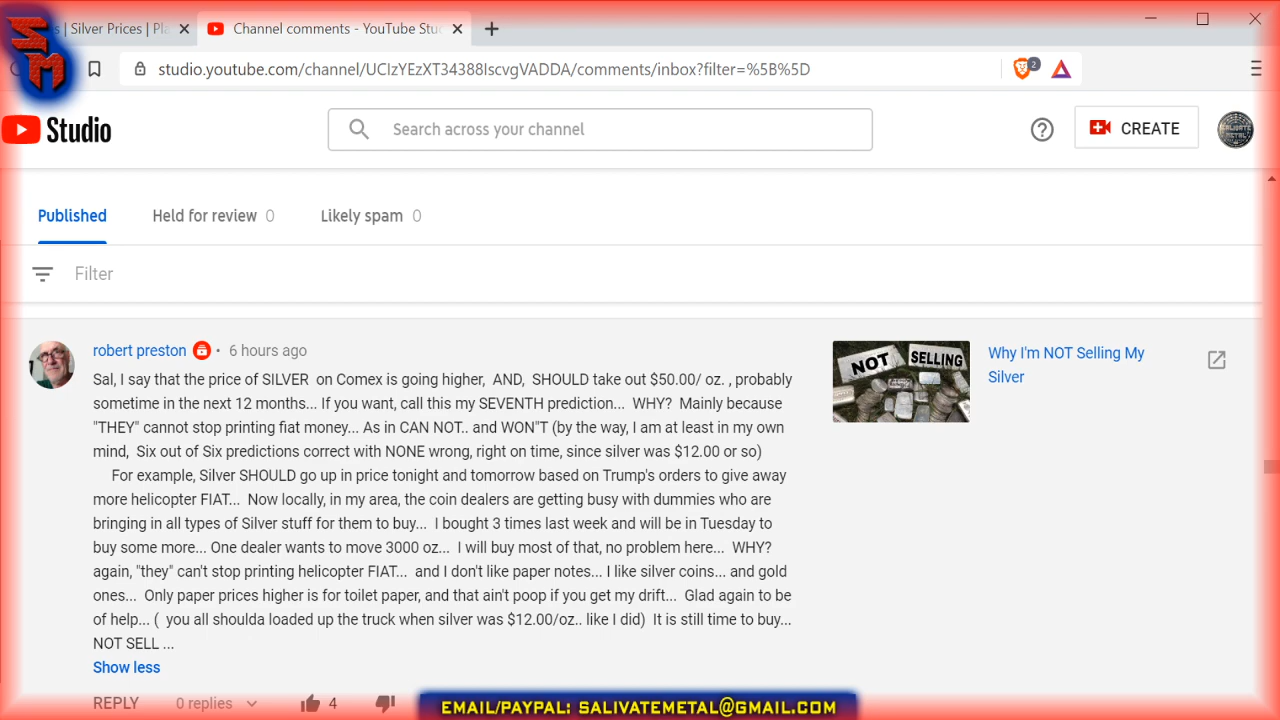 SM
s | Silver Prices | Pla
Channel comments - YouTube Stud
studio.youtube.com/channel/UCIzYEzXT34388IscvgVADDA/comments/inbox?filter=%5B%5D
2
Studio
Search across your channel
CREATE
SALIVATE METAL
Published
Held for review 0
Likely spam 0
Filter
robert preston • 6 hours ago
Sal, I say that the price of SILVER on Comex is going higher, AND, SHOULD take out $50.00/ oz. , probably
sometime in the next 12 months... If you want, call this my SEVENTH prediction... WHY? Mainly because
"THEY" cannot stop printing fiat money... As in CAN NOT.. and WON"T (by the way, I am at least in my own
mind, Six out of Six predictions correct with NONE wrong, right on time, since silver was $12.00 or so)
For example, Silver SHOULD go up in price tonight and tomorrow based on Trump's orders to give away
more helicopter FIAT... Now locally, in my area, the coin dealers are getting busy with dummies who are
bringing in all types of Silver stuff for them to buy... I bought 3 times last week and will be in Tuesday to
buy some more... One dealer wants to move 3000 oz... I will buy most of that, no problem here... WHY?
again, "they" can't stop printing helicopter FIAT... and I don't like paper notes... I like silver coins... and gold
ones... Only paper prices higher is for toilet paper, and that ain't poop if you get my drift... Glad again to be
of help... ( you all shoulda loaded up the truck when silver was $12.00/oz.. like I did) It is still time to buy...
NOT SELL ...
Show less
REPLY
0 replies
4
NOT SELLING
Why I'm NOT Selling My
Silver
EMAIL/PAYPAL: SALIVATEMETAL@GMAIL.COM